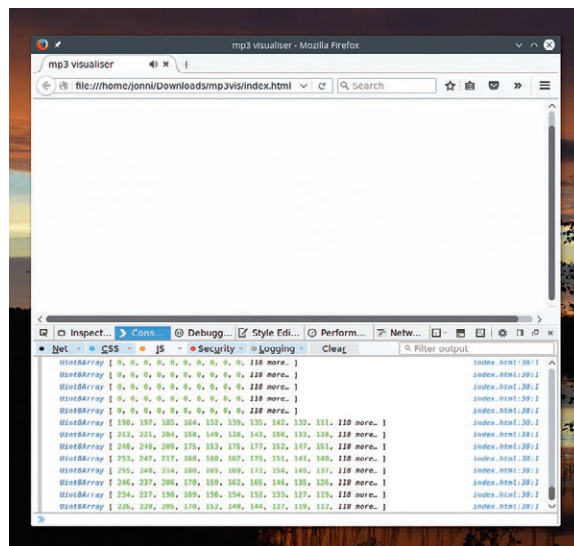 mp3 visualiser - Mozilla Firefox
mp3 visualiser
file:///home/jonni/Downloads/mp3vis/index.html Search
Inspect... Cons... Debugg... Style Edi... Perform... Netw...
Net CSS JS Security Logging Clear Filter output
Uint8Array [ 0, 0, 0, 0, 0, 0, 0, 0, 0, 0, 118 more… ] index.html:38:1
Uint8Array [ 0, 0, 0, 0, 0, 0, 0, 0, 0, 0, 118 more… ] index.html:38:1
Uint8Array [ 0, 0, 0, 0, 0, 0, 0, 0, 0, 0, 118 more… ] index.html:38:1
Uint8Array [ 0, 0, 0, 0, 0, 0, 0, 0, 0, 0, 118 more… ] index.html:38:1
Uint8Array [ 0, 0, 0, 0, 0, 0, 0, 0, 0, 0, 118 more… ] index.html:38:1
Uint8Array [ 198, 197, 185, 164, 152, 139, 135, 142, 132, 111, 118 more… ] index.html:38:1
Uint8Array [ 212, 221, 204, 159, 149, 128, 143, 150, 133, 128, 118 more… ] index.html:38:1
Uint8Array [ 240, 240, 209, 175, 153, 175, 177, 152, 147, 151, 118 more… ] index.html:38:1
Uint8Array [ 253, 247, 217, 168, 168, 167, 175, 151, 141, 148, 118 more… ] index.html:38:1
Uint8Array [ 255, 248, 214, 180, 165, 169, 172, 154, 145, 137, 118 more… ] index.html:38:1
Uint8Array [ 246, 237, 206, 170, 159, 162, 165, 146, 135, 126, 118 more… ] index.html:38:1
Uint8Array [ 234, 227, 196, 169, 156, 154, 152, 133, 127, 119, 118 more… ] index.html:38:1
Uint8Array [ 226, 229, 205, 170, 152, 149, 144, 127, 119, 112, 118 more… ] index.html:38:1